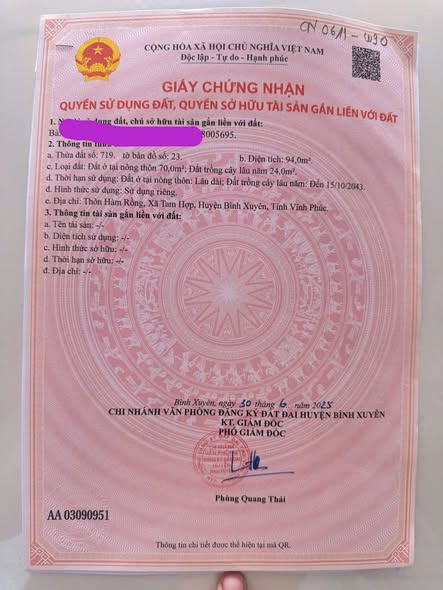 CN 0611-1090
CỘNG HÒA XÃ HỘI CHỦ NGHĨA VIỆT NAM
Độc lập - Tự do - Hạnh phúc
GIẤY CHỨNG NHẬN
QUYỀN SỬ DỤNG ĐẤT, QUYỀN SỞ HỮU TÀI SẢN GẮN LIỀN VỚI ĐẤT
1. dụng đất, chủ sở hữu tài sản gắn liền với đất:
Bà 8005695.
2. Thông tin
a. Thửa đất số: 719, tờ bản đồ số: 23. b. Diện tích: 94,0m².
c. Loại đất: Đất ở tại nông thôn 70,0m²; Đất trồng cây lâu năm 24,0m².
d. Thời hạn sử dụng: Đất ở tại nông thôn: Lâu dài; Đất trồng cây lâu năm: Đến 15/10/2043.
đ. Hình thức sử dụng: Sử dụng riêng.
e. Địa chỉ: Thôn Hàm Rồng, Xã Tam Hợp, Huyện Bình Xuyên, Tỉnh Vĩnh Phúc.
3. Thông tin tài sản gắn liền với đất:
a. Tên tài sản: -/-
b. Diện tích sử dụng: -/-
c. Hình thức sở hữu: -/-
d. Thời hạn sở hữu: -/-
đ. Địa chỉ: -/-
Bình Xuyên, ngày 30 tháng 6 năm 2025
CHI NHÁNH VĂN PHÒNG ĐĂNG KÝ ĐẤT ĐAI HUYỆN BÌNH XUYÊN
KT. GIÁM ĐỐC
PHÓ GIÁM ĐỐC
Phùng Quang Thái
AA 03090951
Thông tin chi tiết được thể hiện tại mã QR.